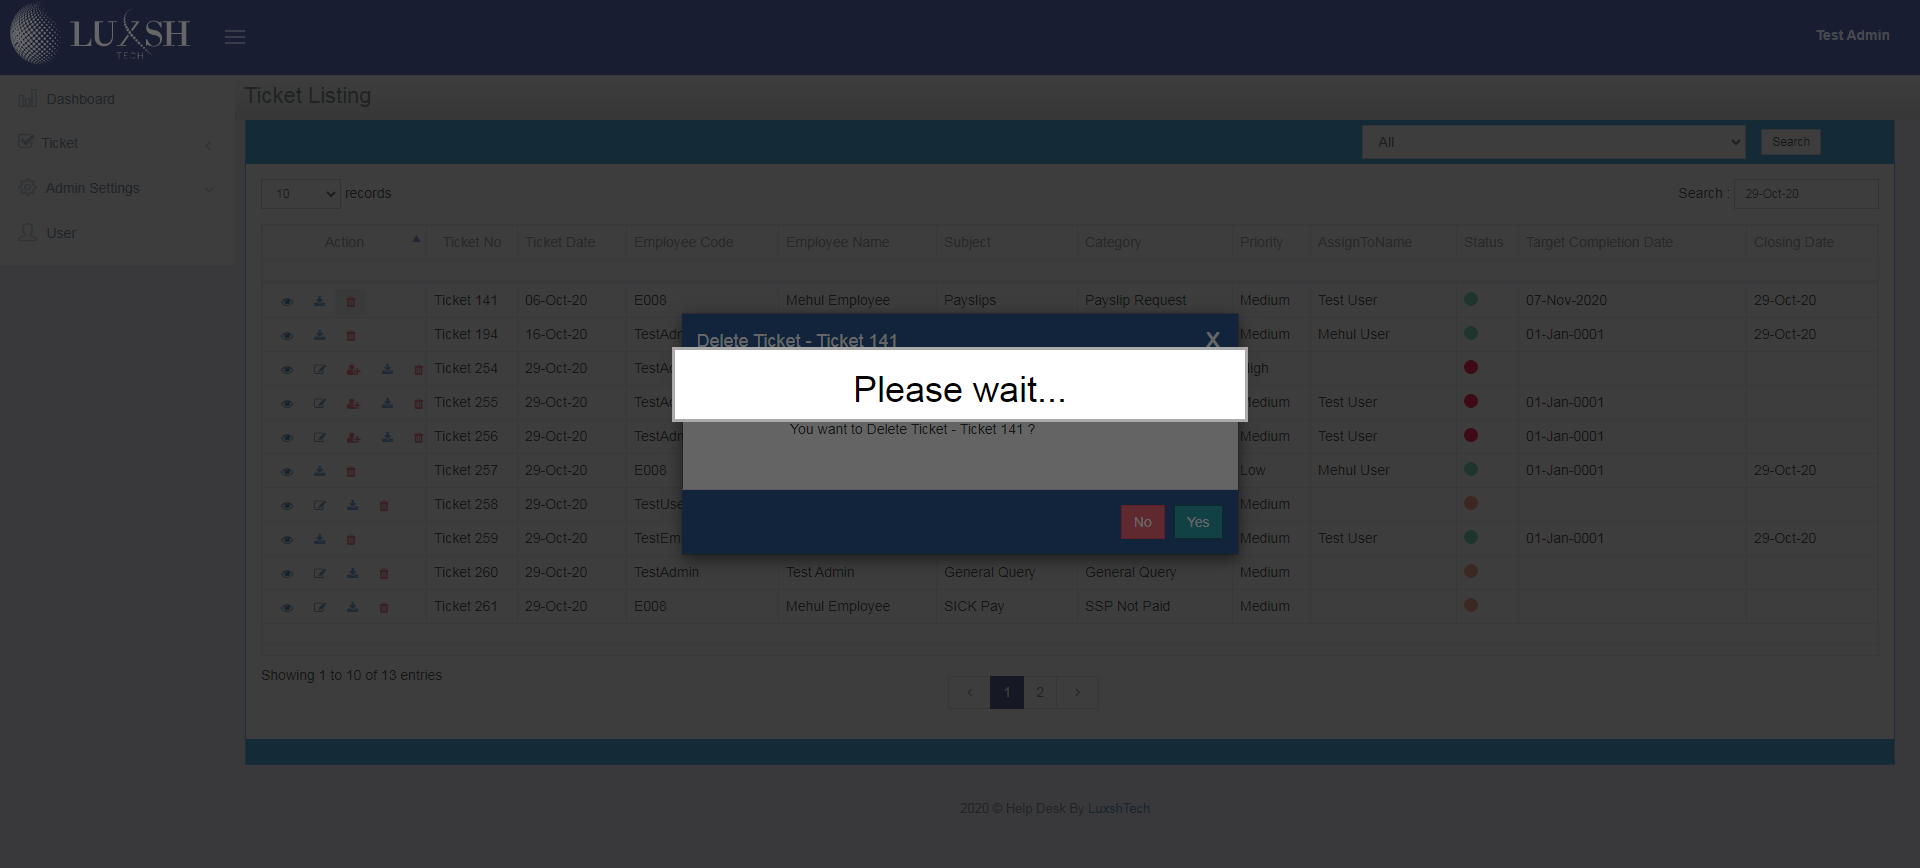 LUXSH
TECH
Test Admin
Dashboard
Ticket
Admin Settings
User
Ticket Listing
All
Search
10 records
Search : 29-Oct-20
Action Ticket No Ticket Date Employee Code Employee Name Subject Category Priority AssignToName Status Target Completion Date Closing Date
Ticket 141 06-Oct-20 E008 Mehul Employee Payslips Payslip Request Medium Test User 07-Nov-2020 29-Oct-20
Ticket 194 16-Oct-20 Medium Mehul User 01-Jan-0001 29-Oct-20
Ticket 254 29-Oct-20
Ticket 255 29-Oct-20 Test User 01-Jan-0001
Ticket 256 29-Oct-20 Medium Test User 01-Jan-0001
Ticket 257 29-Oct-20 E008 Low Mehul User 01-Jan-0001 29-Oct-20
Ticket 258 29-Oct-20 Medium
Ticket 259 29-Oct-20 Medium Test User 01-Jan-0001 29-Oct-20
Ticket 260 29-Oct-20 TestAdmin Test Admin General Query General Query Medium
Ticket 261 29-Oct-20 E008 Mehul Employee SICK Pay SSP Not Paid Medium
Delete Ticket - Ticket 141 X
Please wait...
You want to Delete Ticket - Ticket 141 ?
No Yes
Showing 1 to 10 of 13 entries
‹ 1 2 ›
2020 © Help Desk By LuxshTech